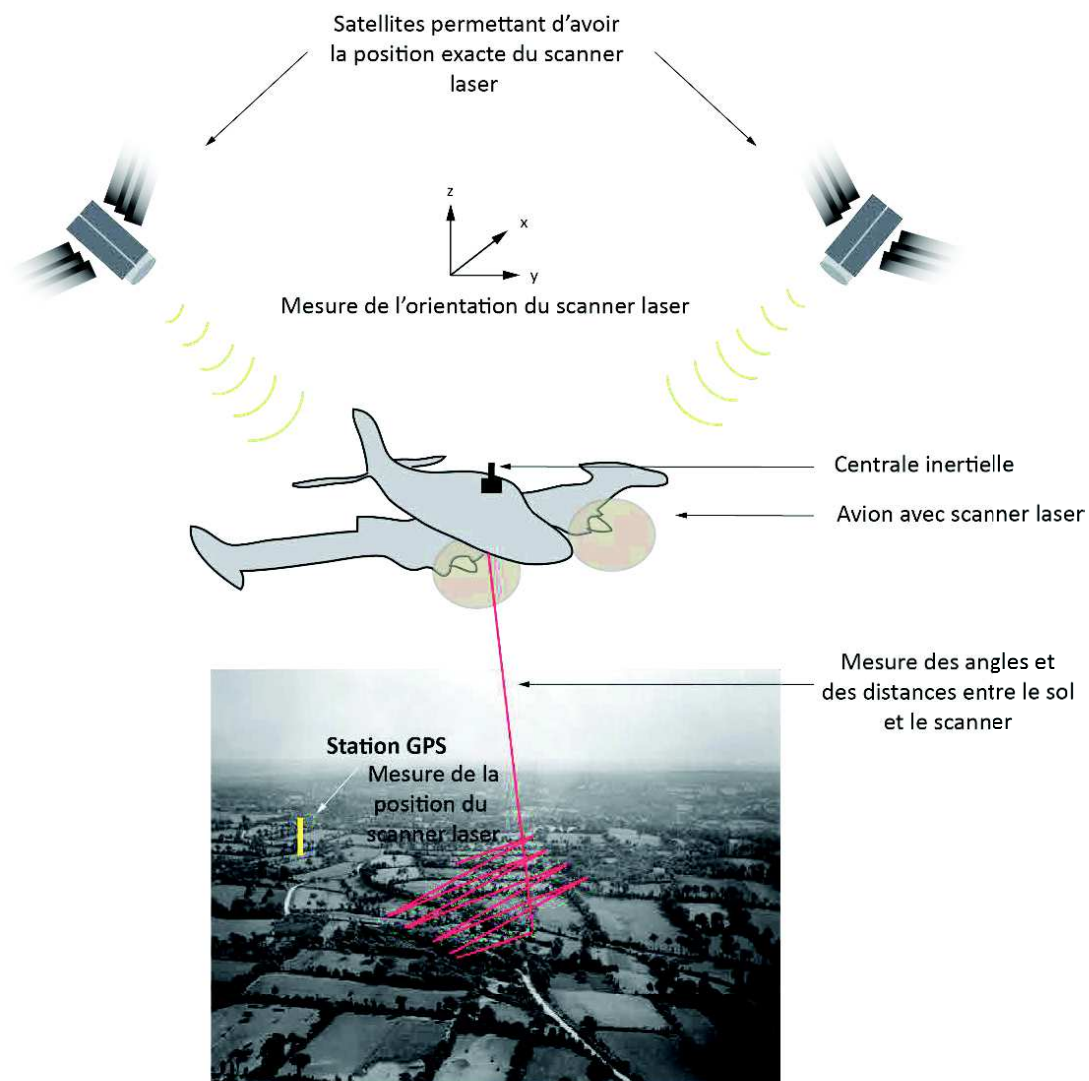 Satellites permettant d’avoir
la position exacte du scanner
laser
z
x
y
Mesure de l’orientation du scanner laser
Centrale inertielle
Avion avec scanner laser
Mesure des angles et
des distances entre le sol
et le scanner
Station GPS
Mesure de la
position du
scanner laser